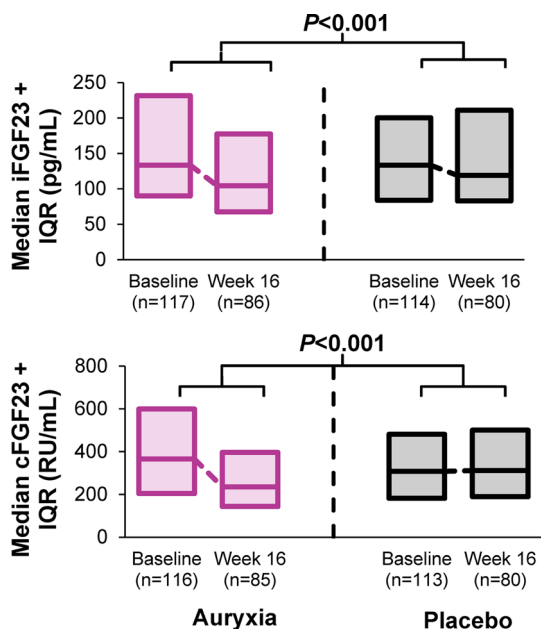 P<0.001
Median iFGF23 +
IQR (pg/mL)
250
200
150
100
50
0
Baseline Week 16 Baseline Week 16
(n=117) (n=86) (n=114) (n=80)
P<0.001
Median cFGF23 +
IQR (RU/mL)
800
600
400
200
0
Baseline Week 16 Baseline Week 16
(n=116) (n=85) (n=113) (n=80)
Auryxia Placebo